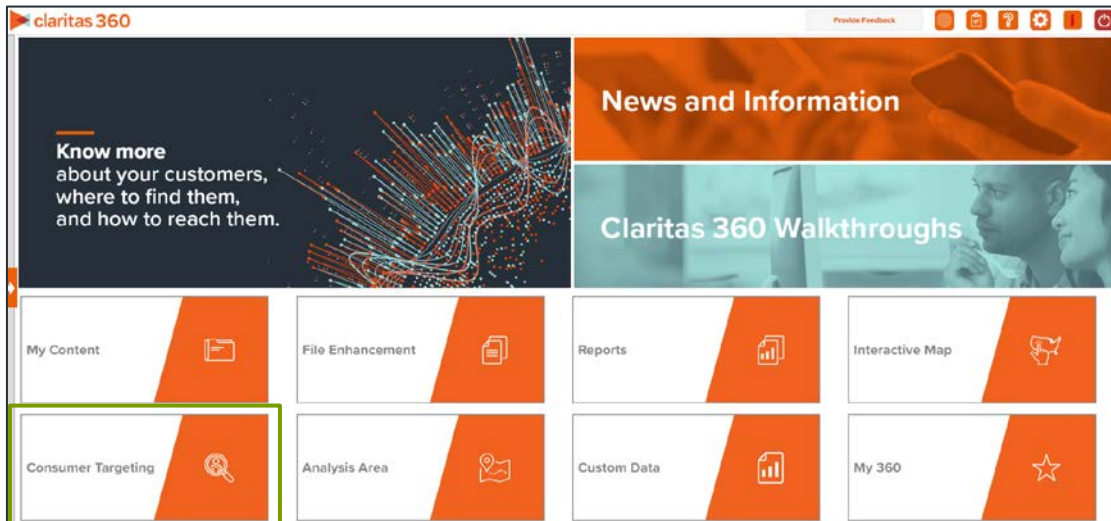 claritas 360
Provide Feedback
Know more
about your customers,
where to find them,
and how to reach them.
News and Information
Claritas 360 Walkthroughs
My Content
File Enhancement
Reports
Interactive Map
Consumer Targeting
Analysis Area
Custom Data
My 360